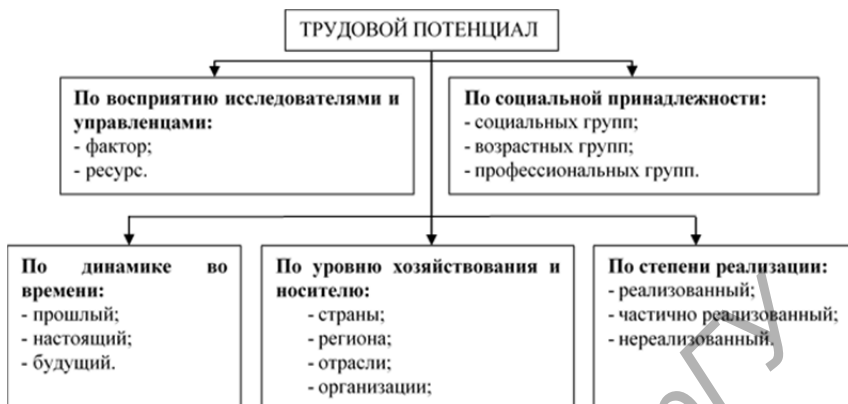 ТРУДОВОЙ ПОТЕНЦИАЛ
По восприятию исследователями и
управленцами:
- фактор;
- ресурс.
По социальной принадлежности:
- социальных групп;
- возрастных групп;
- профессиональных групп.
По динамике во
времени:
- прошлый;
- настоящий;
- будущий.
По уровню хозяйствования и
носителю:
- страны;
- региона;
- отрасли;
- организации;
По степени реализации:
- реализованный;
- частично реализованный;
- нереализованный.